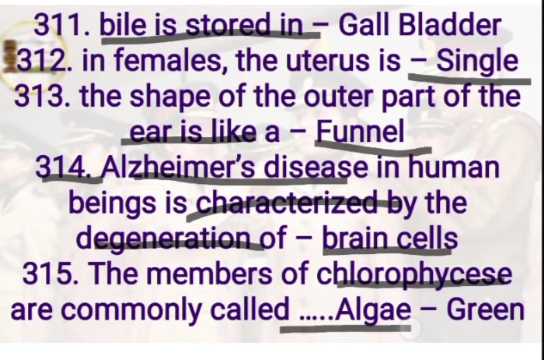 311. bile is stored in – Gall Bladder
312. in females, the uterus is – Single
313. the shape of the outer part of the
ear is like a – Funnel
314. Alzheimer's disease in human
beings is characterized by the
degeneration of – brain cells
315. The members of chlorophycese
are commonly called …..Algae – Green